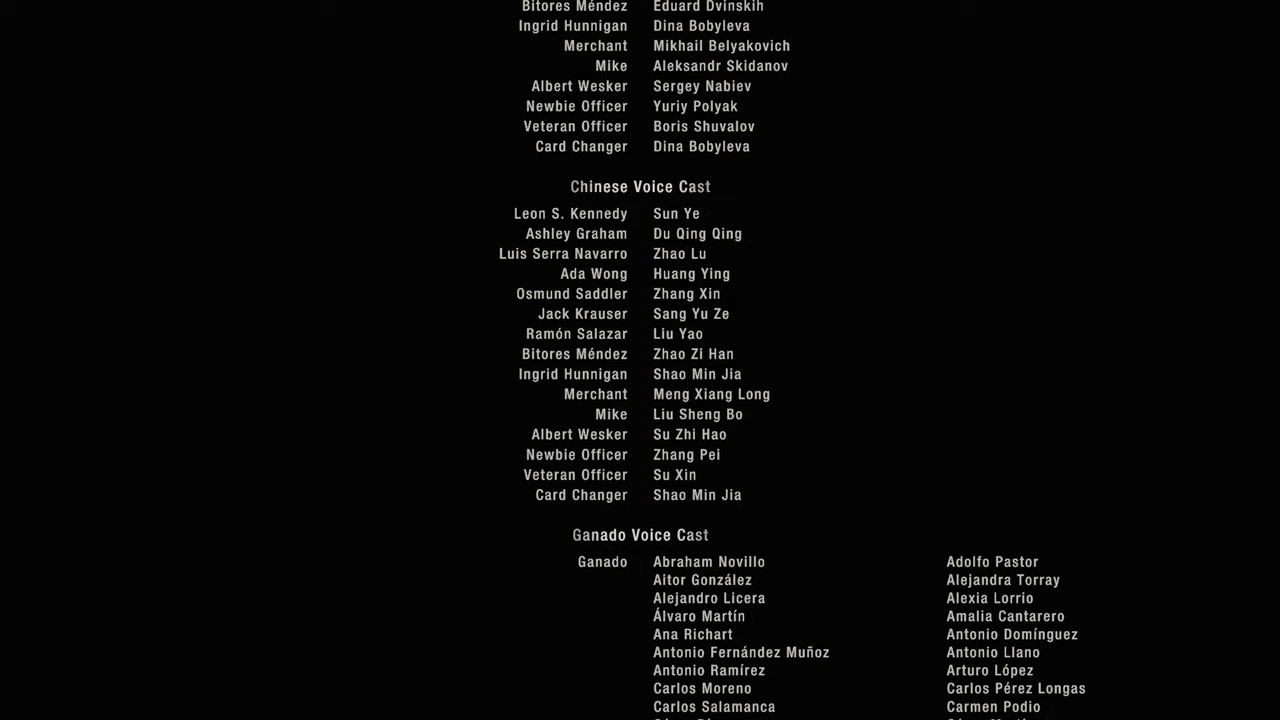 Bitores Méndez Eduard Dvinskih
Ingrid Hunnigan Dina Bobyleva
Merchant Mikhail Belyakovich
Mike Aleksandr Skidanov
Albert Wesker Sergey Nabiev
Newbie Officer Yuriy Polyak
Veteran Officer Boris Shuvalov
Card Changer Dina Bobyleva
Chinese Voice Cast
Leon S. Kennedy Sun Ye
Ashley Graham Du Qing Qing
Luis Serra Navarro Zhao Lu
Ada Wong Huang Ying
Osmund Saddler Zhang Xin
Jack Krauser Sang Yu Ze
Ramón Salazar Liu Yao
Bitores Méndez Zhao Zi Han
Ingrid Hunnigan Shao Min Jia
Merchant Meng Xiang Long
Mike Liu Sheng Bo
Albert Wesker Su Zhi Hao
Newbie Officer Zhang Pei
Veteran Officer Su Xin
Card Changer Shao Min Jia
Ganado Voice Cast
Ganado Abraham Novillo Adolfo Pastor
Aitor González Alejandra Torray
Alejandro Licera Alexia Lorrio
Álvaro Martín Amalia Cantarero
Ana Richart Antonio Domínguez
Antonio Fernández Muñoz Antonio Llano
Antonio Ramírez Arturo López
Carlos Moreno Carlos Pérez Longas
Carlos Salamanca Carmen Podio